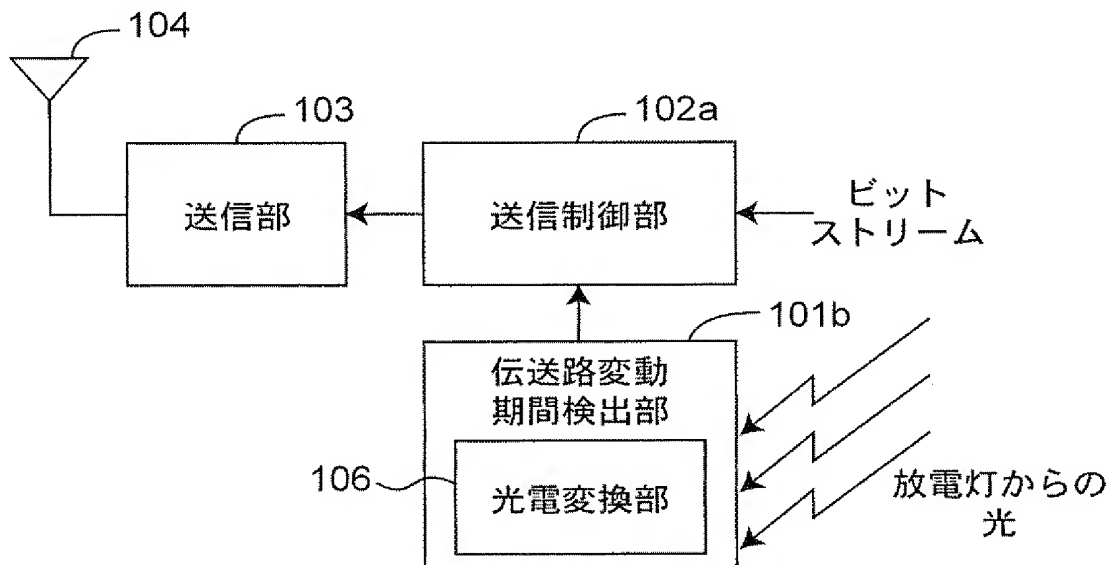 104
103
102a
送信部
送信制御部
ビット
ストリーム
101b
伝送路変動
期間検出部
106
光電変換部
放電灯からの
光